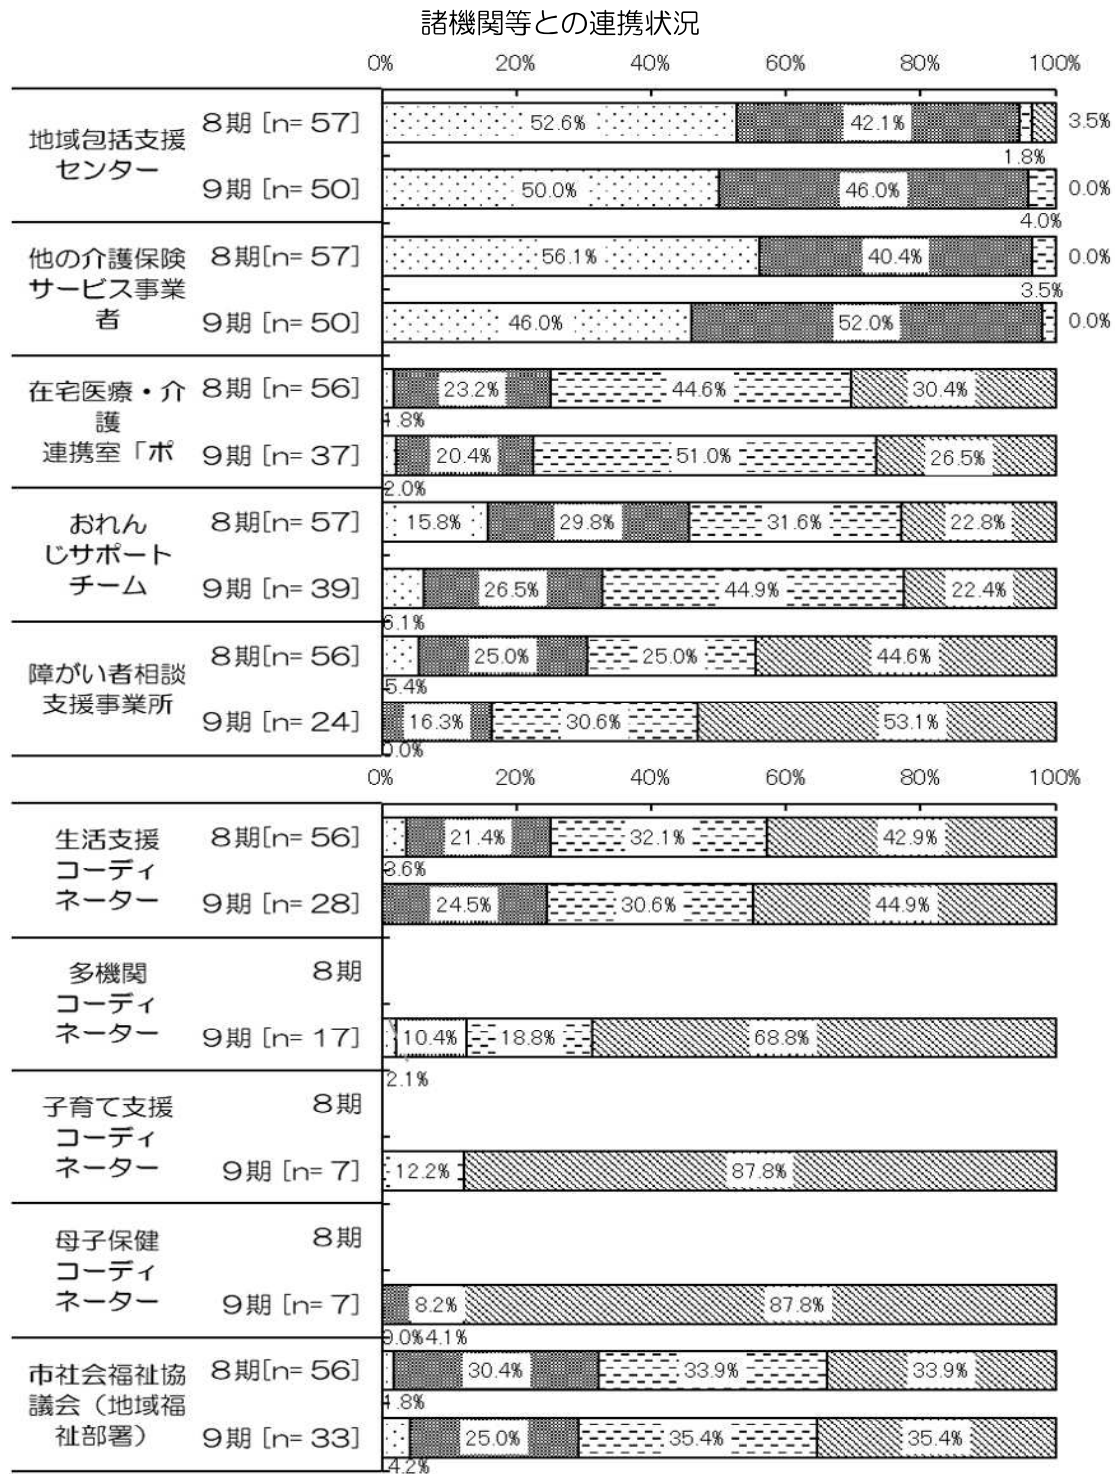 諸機関等との連携状況
0% 20% 40% 60% 80% 100%
地域包括支援
センター
8期 [n= 57]
52.6% 42.1% 3.5%
1.8%
9期 [n= 50]
50.0% 46.0% 0.0%
4.0%
他の介護保険
サービス事業
者
8期[n= 57]
56.1% 40.4% 0.0%
3.5%
9期 [n= 50]
46.0% 52.0% 0.0%
在宅医療・介
護
連携室「ポ
8期 [n= 56]
23.2% 44.6% 30.4%
1.8%
9期 [n= 37]
20.4% 51.0% 26.5%
2.0%
おれん
じサポート
チーム
8期[n= 57]
15.8% 29.8% 31.6% 22.8%
9期 [n= 39]
26.5% 44.9% 22.4%
6.1%
障がい者相談
支援事業所
8期[n= 56]
25.0% 25.0% 44.6%
5.4%
9期 [n= 24]
16.3% 30.6% 53.1%
0.0%
0% 20% 40% 60% 80% 100%
生活支援
コーディ
ネーター
8期[n= 56]
21.4% 32.1% 42.9%
3.6%
9期 [n= 28]
24.5% 30.6% 44.9%
多機関
コーディ
ネーター
8期
9期 [n= 17]
10.4% 18.8% 68.8%
2.1%
子育て支援
コーディ
ネーター
8期
9期 [n= 7]
12.2% 87.8%
母子保健
コーディ
ネーター
8期
9期 [n= 7]
8.2% 87.8%
0.0% 4.1%
市社会福祉協
議会（地域福
祉部署）
8期[n= 56]
30.4% 33.9% 33.9%
1.8%
9期 [n= 33]
25.0% 35.4% 35.4%
4.2%